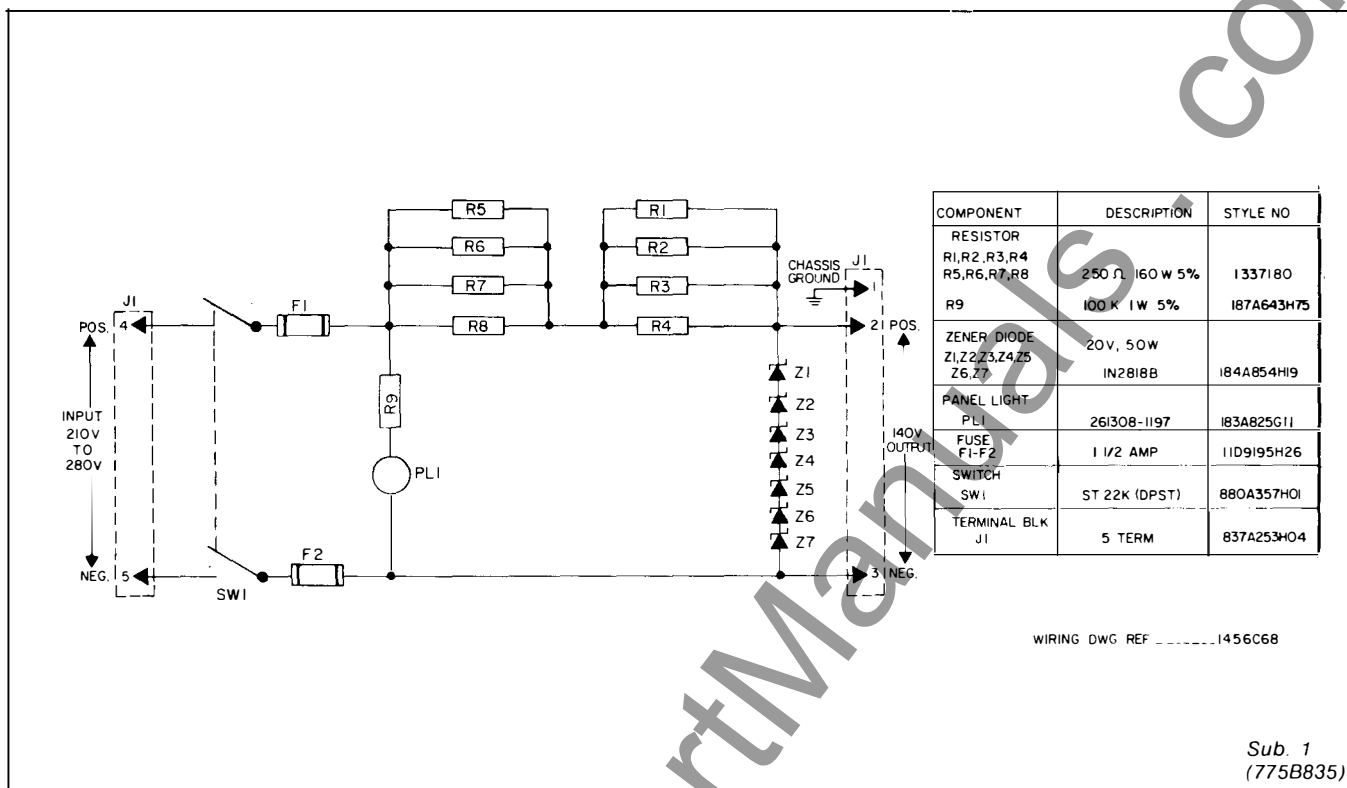 R5
R6
R7
R8
R1
R2
R3
R4
CHASSIS
GROUND
J1
1
J1
POS. 4
F1
2 POS.
R9
PL1
INPUT
210V
TO
280V
Z1
Z2
Z3
Z4
Z5
Z6
Z7
140V
OUTPUT
NEG. 5
F2
SW1
3 NEG.
COMPONENT DESCRIPTION STYLE NO
RESISTOR
R1,R2,R3,R4
R5,R6,R7,R8 250 Ω 160 W 5% 1337180
R9 100 K 1W 5% 187A643H75
ZENER DIODE 20V, 50W
Z1,Z2,Z3,Z4,Z5
Z6,Z7 1N2818B 184A854H19
PANEL LIGHT
PL1 261308-1197 183A825G11
FUSE
F1-F2 1 1/2 AMP 11D9195H26
SWITCH
SW1 ST 22K (DPST) 880A357H01
TERMINAL BLK
J1 5 TERM 837A253H04
WIRING DWG REF ------- 1456C68
Sub. 1
(775B835)
rtManuals.co